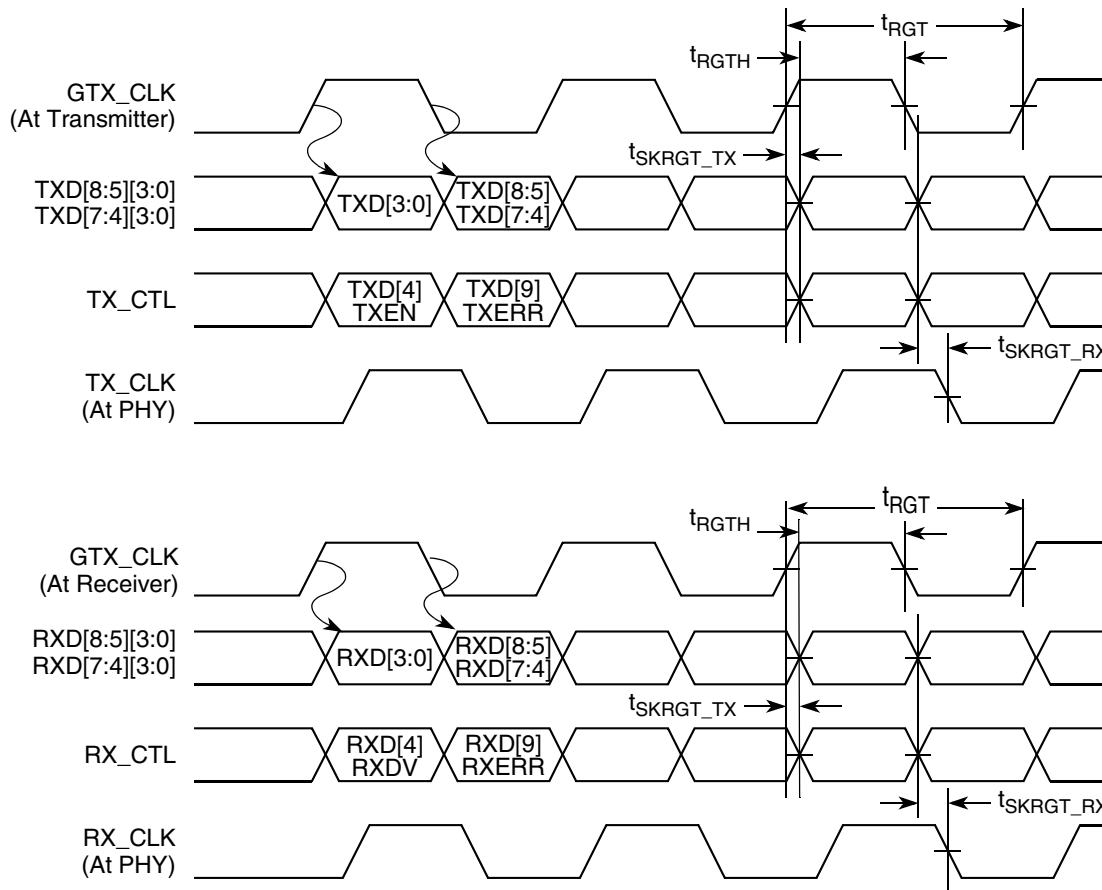 tRGT
tRGTH
GTX_CLK
(At Transmitter)
tSKRGT_TX
TXD[8:5][3:0]
TXD[7:4][3:0]
TXD[3:0]
TXD[8:5]
TXD[7:4]
TX_CTL
TXD[4]
TXEN
TXD[9]
TXERR
tSKRGT_RX
TX_CLK
(At PHY)
tRGT
tRGTH
GTX_CLK
(At Receiver)
RXD[8:5][3:0]
RXD[7:4][3:0]
RXD[3:0]
RXD[8:5]
RXD[7:4]
tSKRGT_TX
RX_CTL
RXD[4]
RXDV
RXD[9]
RXERR
tSKRGT_RX
RX_CLK
(At PHY)